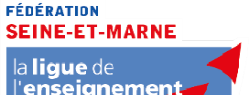 FÉDÉRATION
SEINE-ET-MARNE
la ligue de
l'enseignement